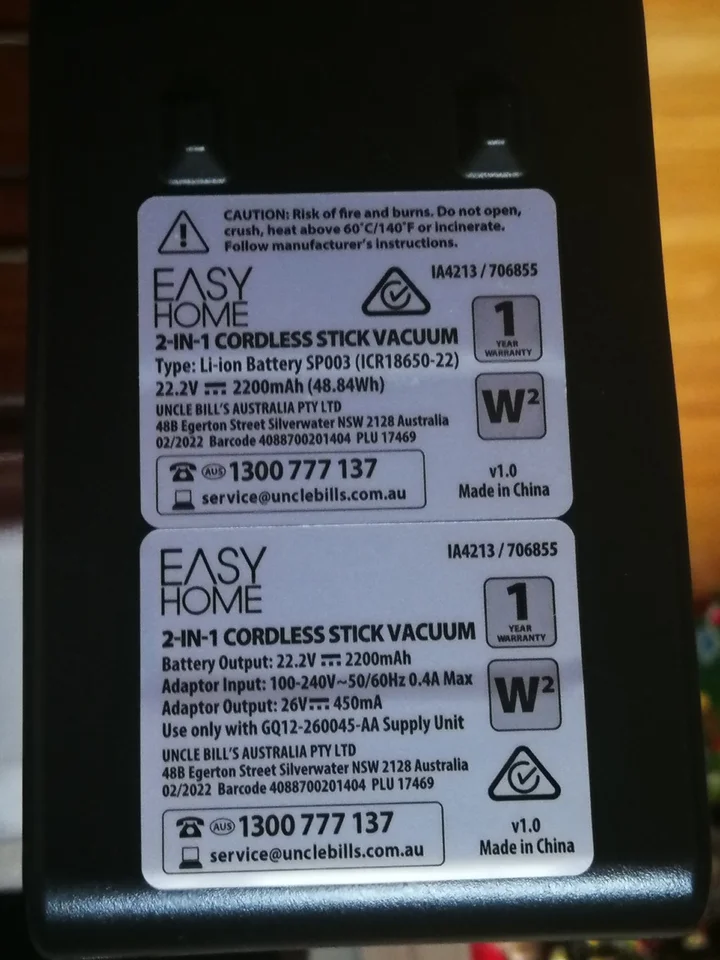 CAUTION: Risk of fire and burns. Do not open,
crush, heat above 60°C/140°F or incinerate.
Follow manufacturer's instructions.
EASY
HOME
IA4213 / 706855
2-IN-1 CORDLESS STICK VACUUM
1
YEAR
WARRANTY
Type: Li-ion Battery SP003 (ICR18650-22)
22.2V ⎓ 2200mAh (48.84Wh)
W²
UNCLE BILL'S AUSTRALIA PTY LTD
48B Egerton Street Silverwater NSW 2128 Australia
02/2022 Barcode 4088700201404 PLU 17469
AUS 1300 777 137
service@unclebills.com.au
v1.0
Made in China
EASY
HOME
IA4213 / 706855
2-IN-1 CORDLESS STICK VACUUM
1
YEAR
WARRANTY
Battery Output: 22.2V ⎓ 2200mAh
Adaptor Input: 100-240V~50/60Hz 0.4A Max
Adaptor Output: 26V ⎓ 450mA
Use only with GQ12-260045-AA Supply Unit
W²
UNCLE BILL'S AUSTRALIA PTY LTD
48B Egerton Street Silverwater NSW 2128 Australia
02/2022 Barcode 4088700201404 PLU 17469
AUS 1300 777 137
service@unclebills.com.au
v1.0
Made in China